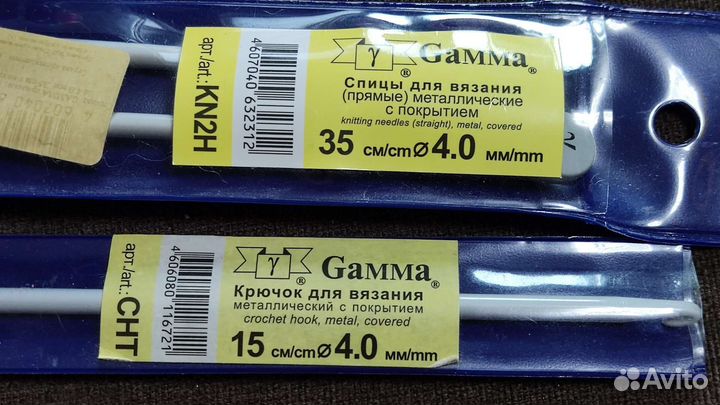 арт./art.: KN2H
4607040 632312
γ
Gamma ®
Спицы для вязания
(прямые) металлические
с покрытием
knitting needles (straight), metal, covered
35 см/cm ⌀ 4.0 мм/mm
арт./art.: CHT
4606080 116721
γ
Gamma ®
Крючок для вязания
металлический с покрытием
crochet hook, metal, covered
15 см/cm ⌀ 4.0 мм/mm
Avito